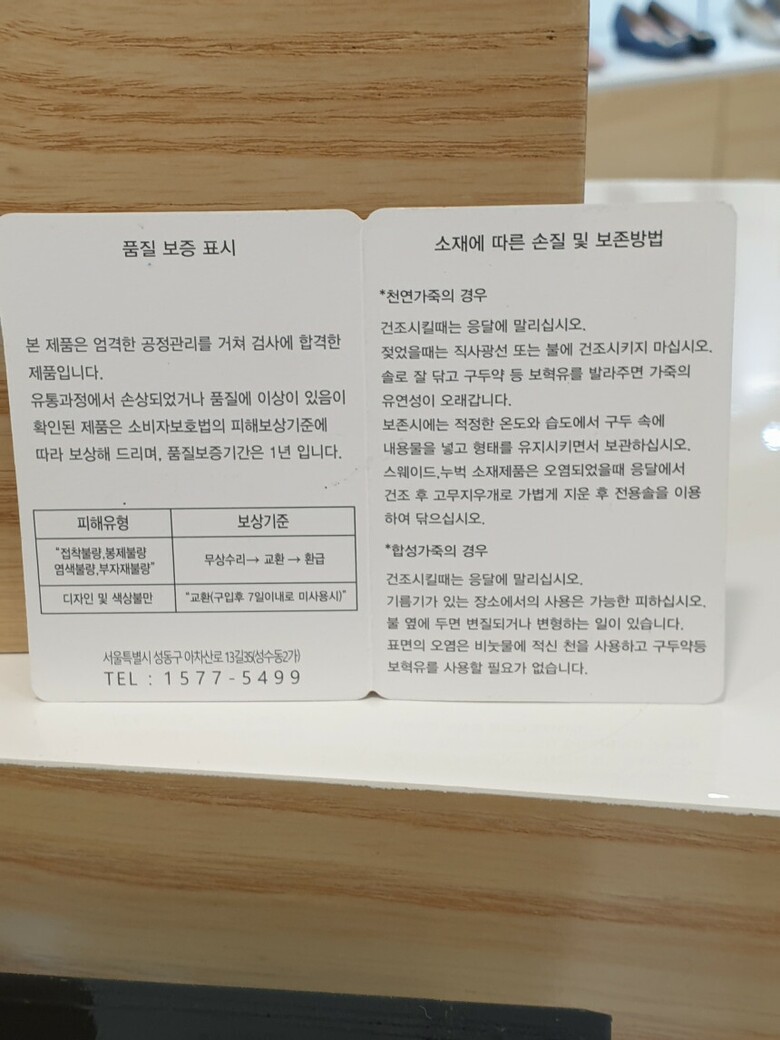 품질 보증 표시
본 제품은 엄격한 공정관리를 거쳐 검사에 합격한
제품입니다.
유통과정에서 손상되었거나 품질에 이상이 있음이
확인된 제품은 소비자보호법의 피해보상기준에
따라 보상해 드리며, 품질보증기간은 1년 입니다.
피해유형 보상기준
"접착불량,봉제불량
염색불량,부자재불량" 무상수리→ 교환 → 환급
디자인 및 색상불만 "교환(구입후 7일이내로 미사용시)"
서울특별시 성동구 아차산로 13길35(성수동2가)
TEL : 1577-5499
소재에 따른 손질 및 보존방법
*천연가죽의 경우
건조시킬때는 응달에 말리십시오.
젖었을때는 직사광선 또는 불에 건조시키지 마십시오.
솔로 잘 닦고 구두약 등 보혁유를 발라주면 가죽의
유연성이 오래갑니다.
보존시에는 적정한 온도와 습도에서 구두 속에
내용물을 넣고 형태를 유지시키면서 보관하십시오.
스웨이드,누벅 소재제품은 오염되었을때 응달에서
건조 후 고무지우개로 가볍게 지운 후 전용솔을 이용
하여 닦으십시오.
*합성가죽의 경우
건조시킬때는 응달에 말리십시오.
기름기가 있는 장소에서의 사용은 가능한 피하십시오.
불 옆에 두면 변질되거나 변형하는 일이 있습니다.
표면의 오염은 비눗물에 적신 천을 사용하고 구두약등
보혁유를 사용할 필요가 없습니다.